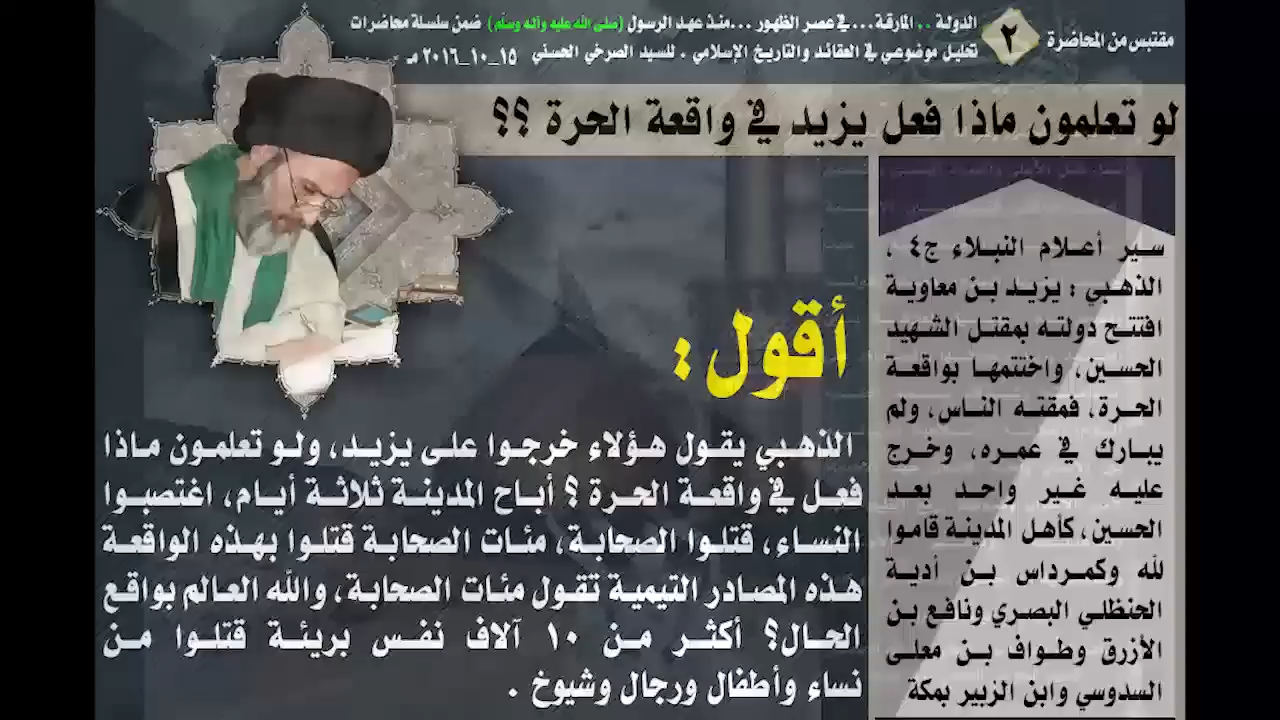 مقتبس من المحاضرة
٢
الدولة .. المارقة...في عصر الظهور ...منذ عهد الرسول (صلى الله عليه وآله وسلم) ضمن سلسلة محاضرات
تحليل موضوعي في العقائد والتاريخ الإسلامي . للسيد الصرخي الحسني ١٥_١٠_٢٠١٦ مـ
لو تعلمون ماذا فعل يزيد في واقعة الحرة ؟؟
سير أعلام النبلاء ج٤ ،
الذهبي : يزيد بن معاوية
افتتح دولته بمقتل الشهيد
الحسين، واختتمها بواقعة
الحرة، فمقته الناس، ولم
يبارك في عمره، وخرج
عليه غير واحد بعد
الحسين، كأهل المدينة قاموا
لله وكمرداس بن أدية
الحنظلي البصري ونافع بن
الأزرق وطواف بن معلى
السدوسي وابن الزبير بمكة
أقول :
الذهبي يقول هؤلاء خرجوا على يزيد، ولو تعلمون ماذا
فعل في واقعة الحرة ؟ أباح المدينة ثلاثة أيام، اغتصبوا
النساء، قتلوا الصحابة، مئات الصحابة قتلوا بهذه الواقعة
هذه المصادر التيمية تقول مئات الصحابة، والله العالم بواقع
الحال؟ أكثر من ١٠ آلاف نفس بريئة قتلوا من
نساء وأطفال ورجال وشيوخ .